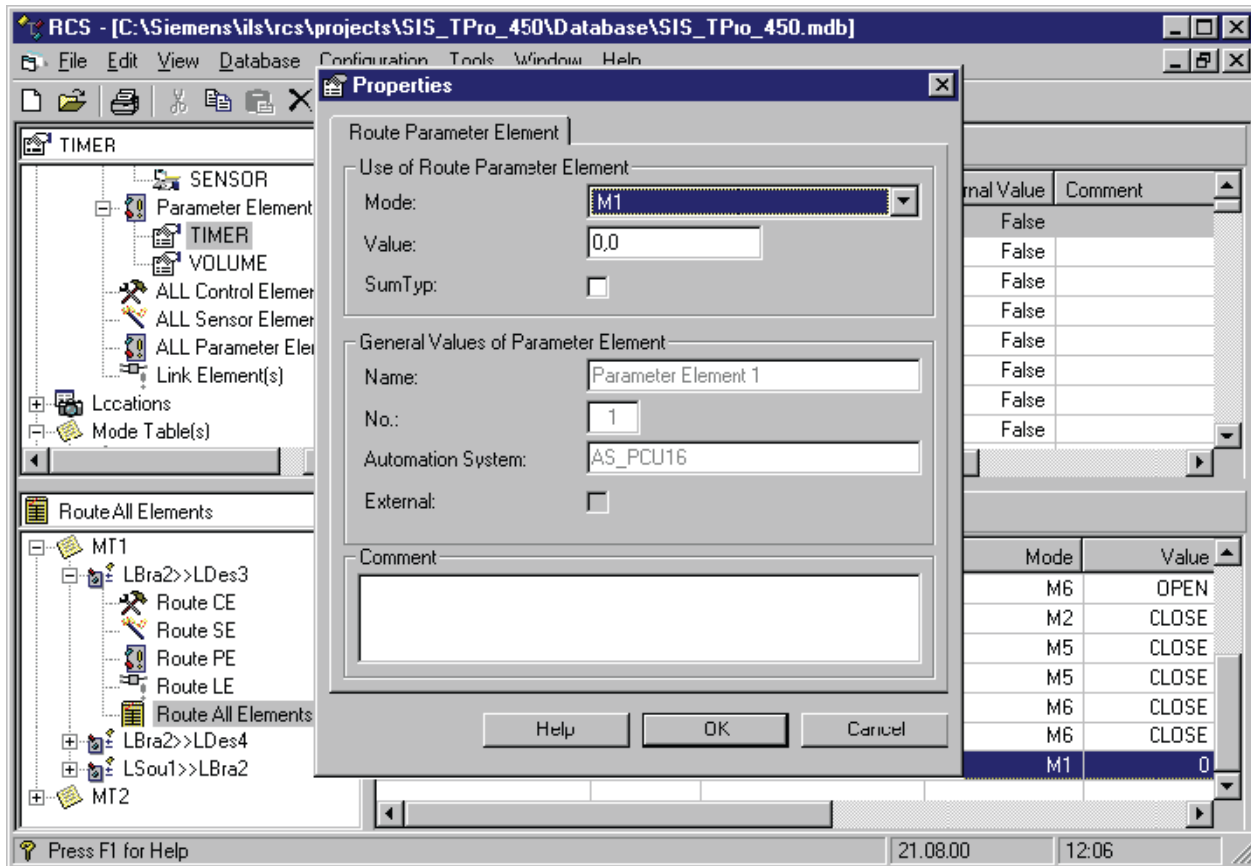 RCS - [C:\Siemens\ils\rcs\projects\SIS_TPro_450\Database\SIS_TPro_450.mdb]
File Edit View Database Configuration Tools Window Help
Properties
TIMER
SENSOR
Parameter Element
TIMER
VOLUME
ALL Control Elemer
ALL Sensor Elemer
ALL Parameter Eler
Link Element(s)
Locations
Mode Table(s)
Route Parameter Element
Use of Route Parameter Element
Mode: M1
Value: 0,0
SumTyp:
General Values of Parameter Element
Name: Parameter Element 1
No.: 1
Automation System: AS_PCU16
External:
Comment
Help OK Cancel
rnal Value Comment
False
False
False
False
False
False
False
False
Route All Elements
MT1
LBra2>>LDes3
Route CE
Route SE
Route PE
Route LE
Route All Elements
LBra2>>LDes4
LSou1>>LBra2
MT2
Mode Value
M6 OPEN
M2 CLOSE
M5 CLOSE
M5 CLOSE
M6 CLOSE
M6 CLOSE
M1 0
Press F1 for Help 21.08.00 12:06